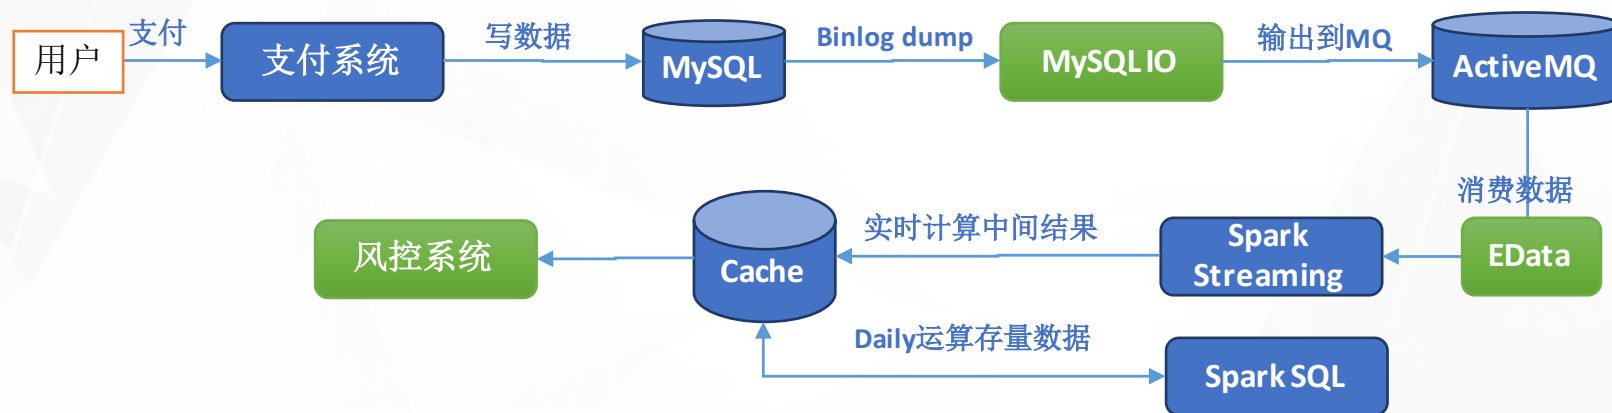 用户
支付
支付系统
写数据
MySQL
Binlog dump
MySQL IO
输出到MQ
ActiveMQ
消费数据
EData
Spark
Streaming
实时计算中间结果
Cache
风控系统
Daily运算存量数据
Spark SQL